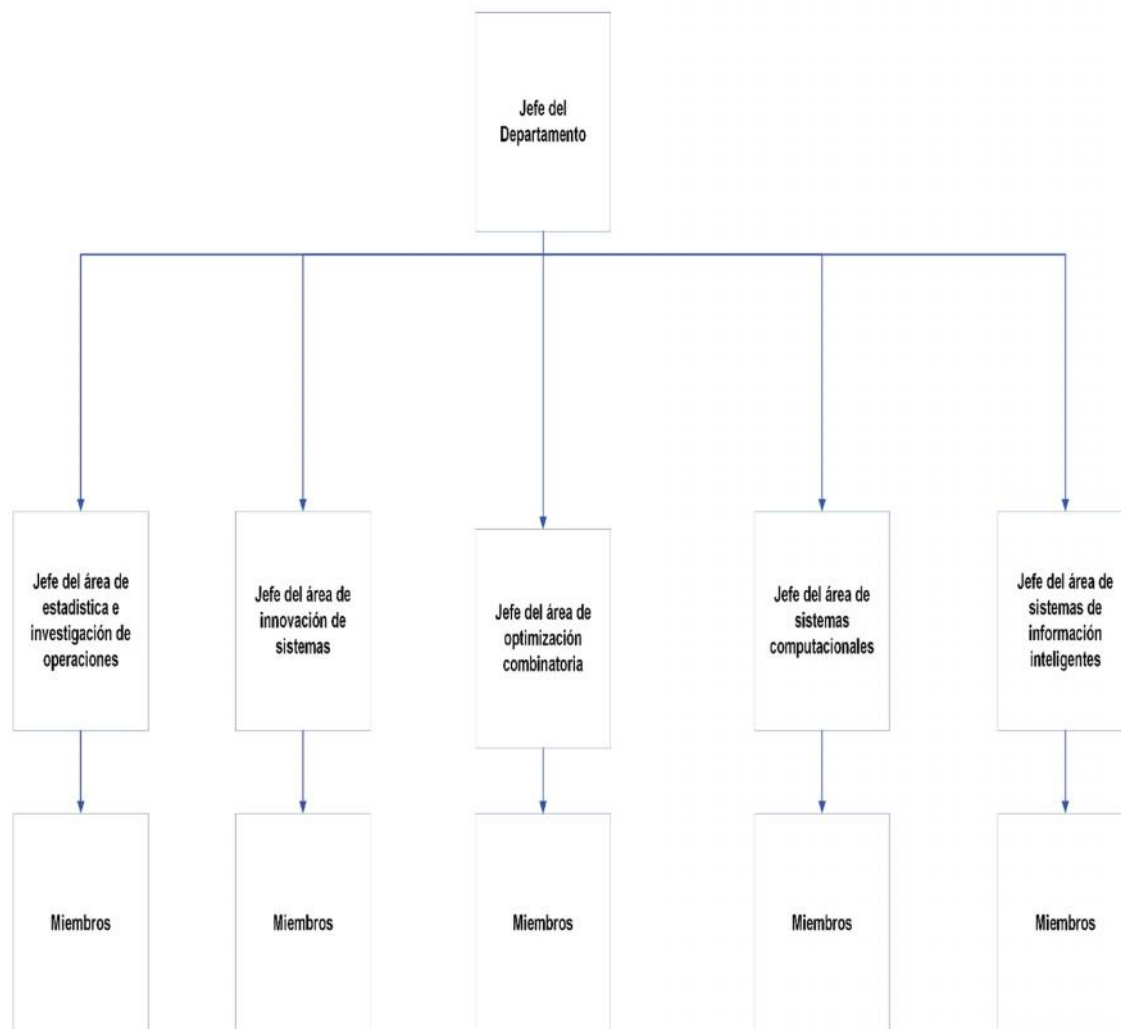 Jefe del
Departamento
Jefe del área de
estadistica e
investigación de
operaciones
Jefe del área de
innovación de
sistemas
Jefe del área de
optimización
combinatoria
Jefe del área de
sistemas
computacionales
Jefe del área de
sistemas de
información
inteligentes
Miembros
Miembros
Miembros
Miembros
Miembros